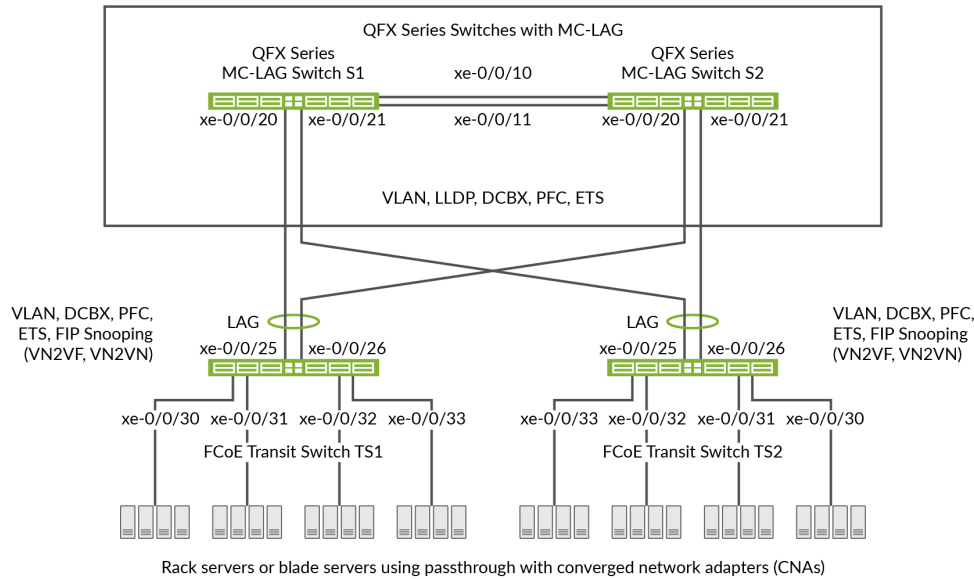 QFX Series Switches with MC-LAG
QFX Series
MC-LAG Switch S1
QFX Series
MC-LAG Switch S2
xe-0/0/10
xe-0/0/20
xe-0/0/21
xe-0/0/11
xe-0/0/20
xe-0/0/21
VLAN, LLDP, DCBX, PFC, ETS
VLAN, DCBX, PFC,
ETS, FIP Snooping
(VN2VF, VN2VN)
LAG
LAG
VLAN, DCBX, PFC,
ETS, FIP Snooping
(VN2VF, VN2VN)
xe-0/0/25
xe-0/0/26
xe-0/0/25
xe-0/0/26
xe-0/0/30
xe-0/0/31
xe-0/0/32
xe-0/0/33
xe-0/0/33
xe-0/0/32
xe-0/0/31
xe-0/0/30
FCoE Transit Switch TS1
FCoE Transit Switch TS2
Rack servers or blade servers using passthrough with converged network adapters (CNAs)